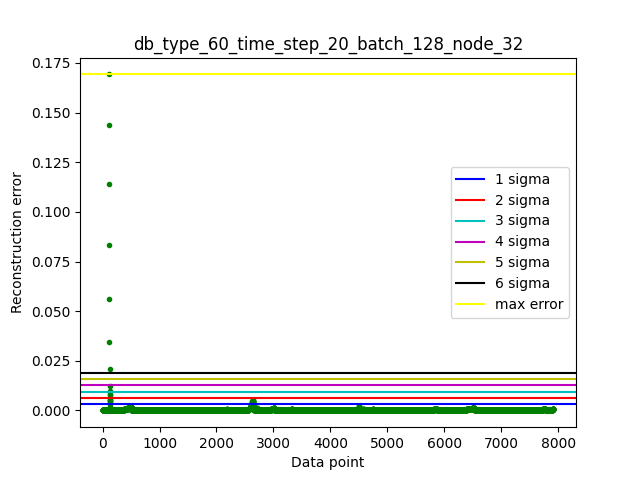 db_type_60_time_step_20_batch_128_node_32
Reconstruction error
0.175
0.150
0.125
0.100
0.075
0.050
0.025
0.000
1 sigma
2 sigma
3 sigma
4 sigma
5 sigma
6 sigma
max error
0 1000 2000 3000 4000 5000 6000 7000 8000
Data point